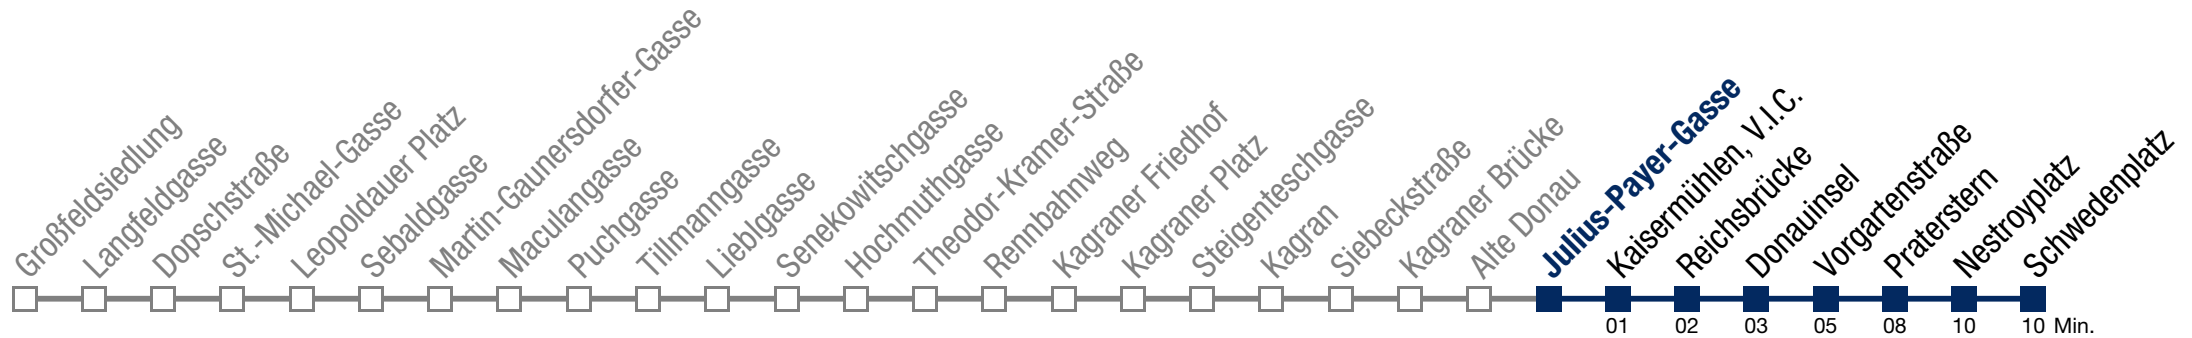 Großfeldsiedlung
Langfeldgasse
Dopschstraße
St.-Michael-Gasse
Leopoldauer Platz
Sebaldgasse
Martin-Gaunersdorfer-Gasse
Maculangasse
Puchgasse
Tillmanngasse
Lieblgasse
Senekowitschgasse
Hochmuthgasse
Theodor-Kramer-Straße
Rennbahnweg
Kagraner Friedhof
Kagraner Platz
Steigenteschgasse
Kagran
Siebeckstraße
Kagraner Brücke
Alte Donau
Julius-Payer-Gasse
Kaisermühlen, V.I.C.
Reichsbrücke
Donauinsel
Vorgartenstraße
Praterstern
Nestroyplatz
Schwedenplatz
01 02 03 05 08 10 10 Min.